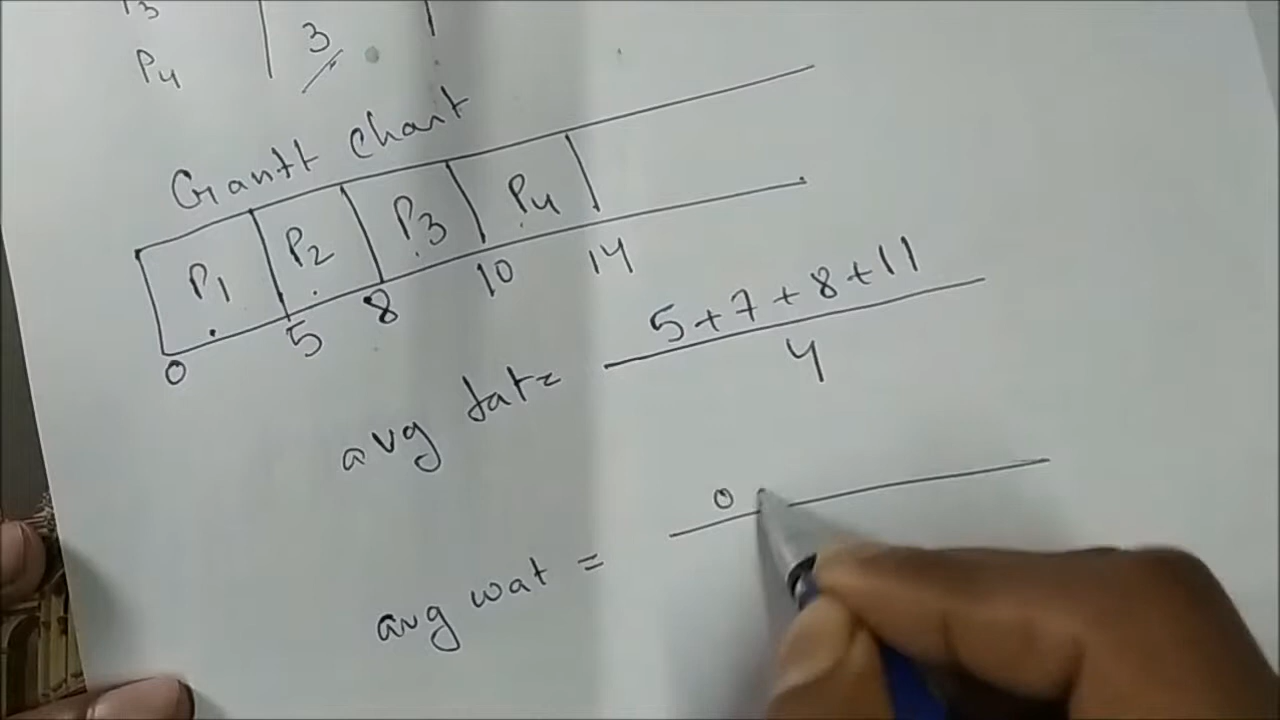 P3
P4 3
Gantt chart
P1 P2 P3 P4
0 5 8 10 14
5+7+8+11
avg tat=
4
0
avg wat =